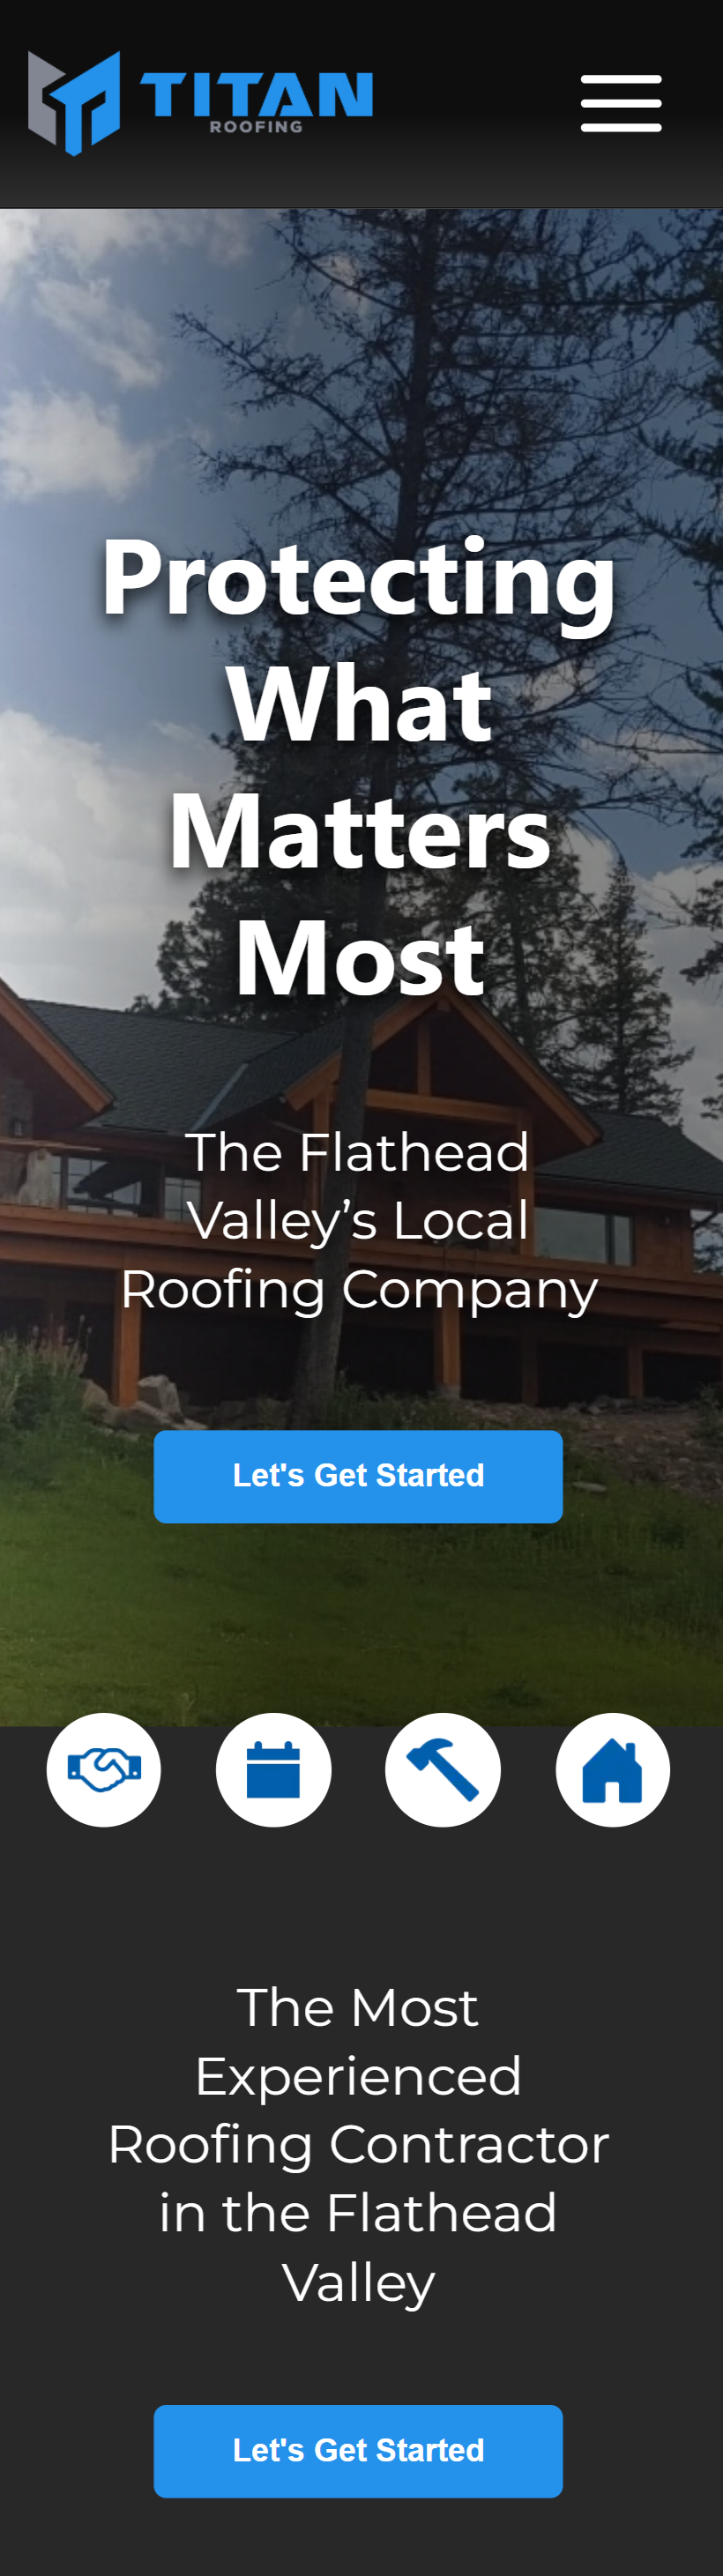 TITAN
ROOFING
Protecting
What
Matters
Most
The Flathead
Valley’s Local
Roofing Company
Let's Get Started
The Most
Experienced
Roofing Contractor
in the Flathead
Valley
Let's Get Started